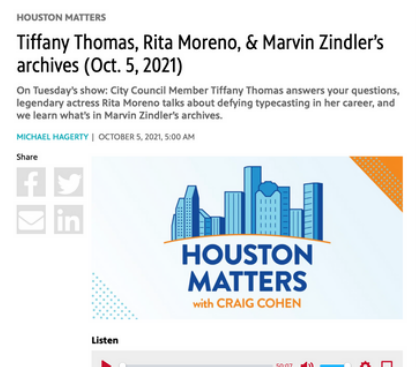 HOUSTON MATTERS
Tiffany Thomas, Rita Moreno, & Marvin Zindler's
archives (Oct. 5, 2021)
On Tuesday's show: City Council Member Tiffany Thomas answers your questions,
legendary actress Rita Moreno talks about defying typecasting in her career, and
we learn what's in Marvin Zindler's archives.
MICHAEL HAGERTY | OCTOBER 5, 2021, 5:00 AM
Share
HOUSTON
MATTERS
with CRAIG COHEN
Listen
50:07